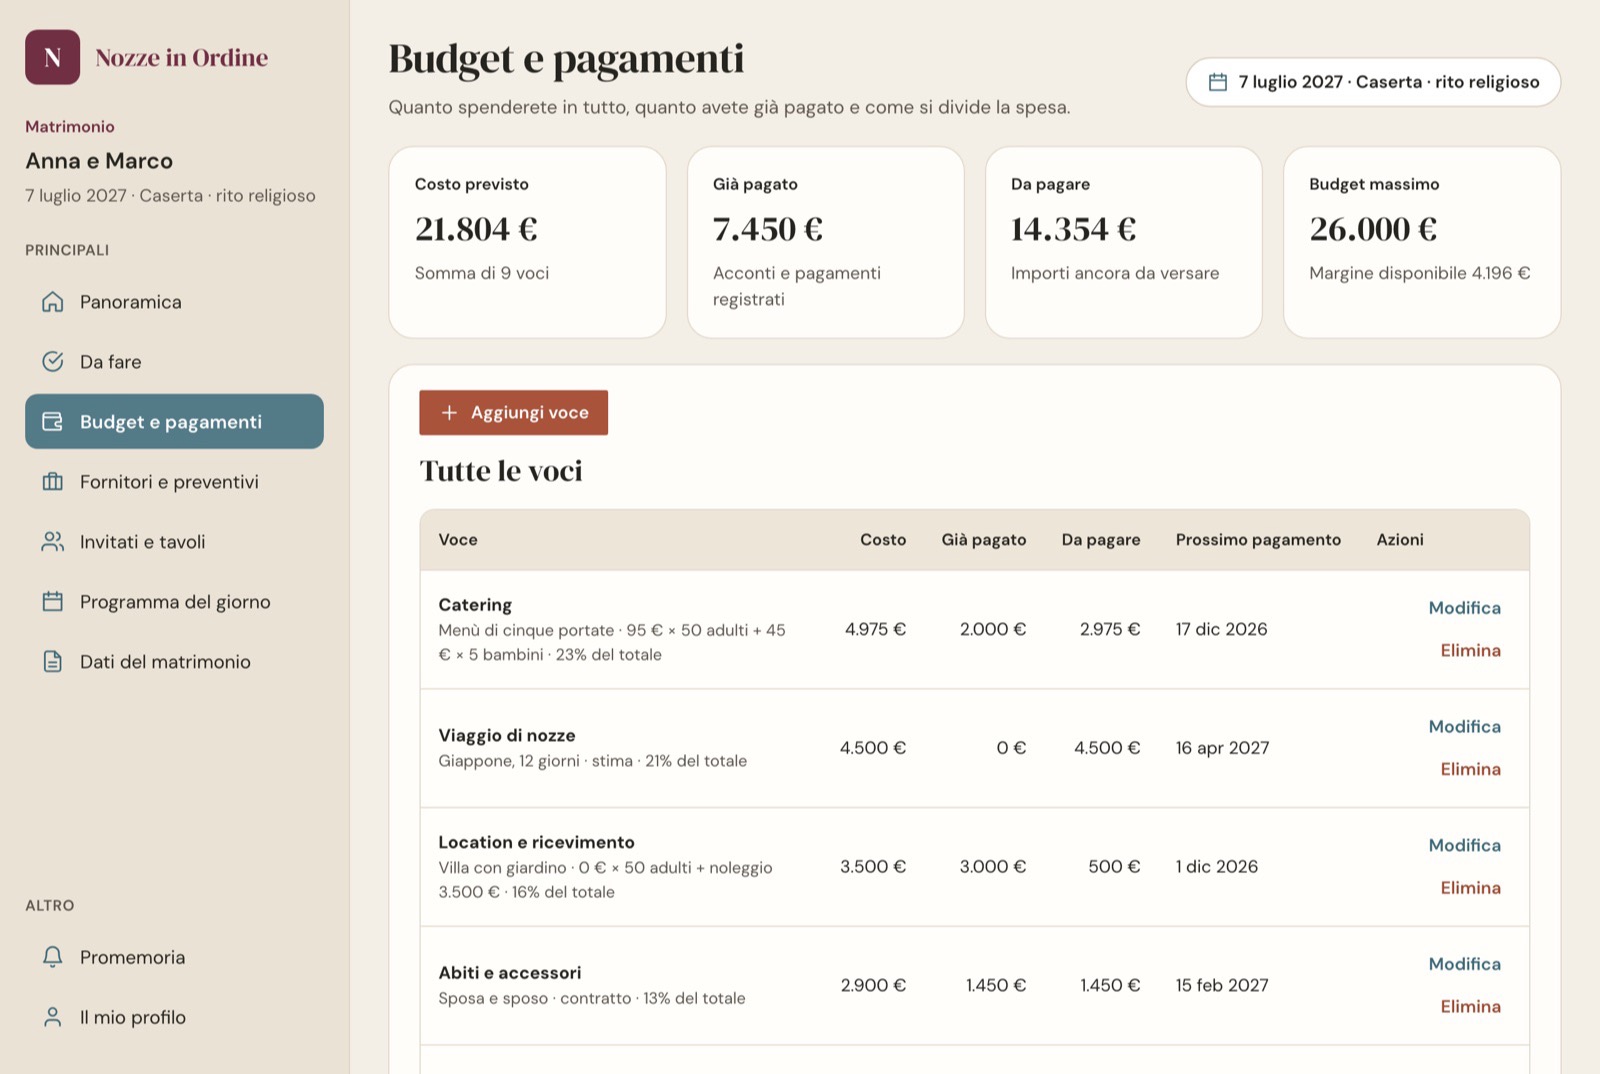 N
Nozze in Ordine
Matrimonio
Anna e Marco
7 luglio 2027 · Caserta · rito religioso
PRINCIPALI
Panoramica
Da fare
Budget e pagamenti
Fornitori e preventivi
Invitati e tavoli
Programma del giorno
Dati del matrimonio
ALTRO
Promemoria
Il mio profilo
Budget e pagamenti
Quanto spenderete in tutto, quanto avete già pagato e come si divide la spesa.
7 luglio 2027 · Caserta · rito religioso
Costo previsto
21.804 €
Somma di 9 voci
Già pagato
7.450 €
Acconti e pagamenti
registrati
Da pagare
14.354 €
Importi ancora da versare
Budget massimo
26.000 €
Margine disponibile 4.196 €
+ Aggiungi voce
Tutte le voci
Voce Costo Già pagato Da pagare Prossimo pagamento Azioni
Catering
Menù di cinque portate · 95 € × 50 adulti + 45
€ × 5 bambini · 23% del totale
4.975 € 2.000 € 2.975 € 17 dic 2026
Modifica
Elimina
Viaggio di nozze
Giappone, 12 giorni · stima · 21% del totale
4.500 € 0 € 4.500 € 16 apr 2027
Modifica
Elimina
Location e ricevimento
Villa con giardino · 0 € × 50 adulti + noleggio
3.500 € · 16% del totale
3.500 € 3.000 € 500 € 1 dic 2026
Modifica
Elimina
Abiti e accessori
Sposa e sposo · contratto · 13% del totale
2.900 € 1.450 € 1.450 € 15 feb 2027
Modifica
Elimina